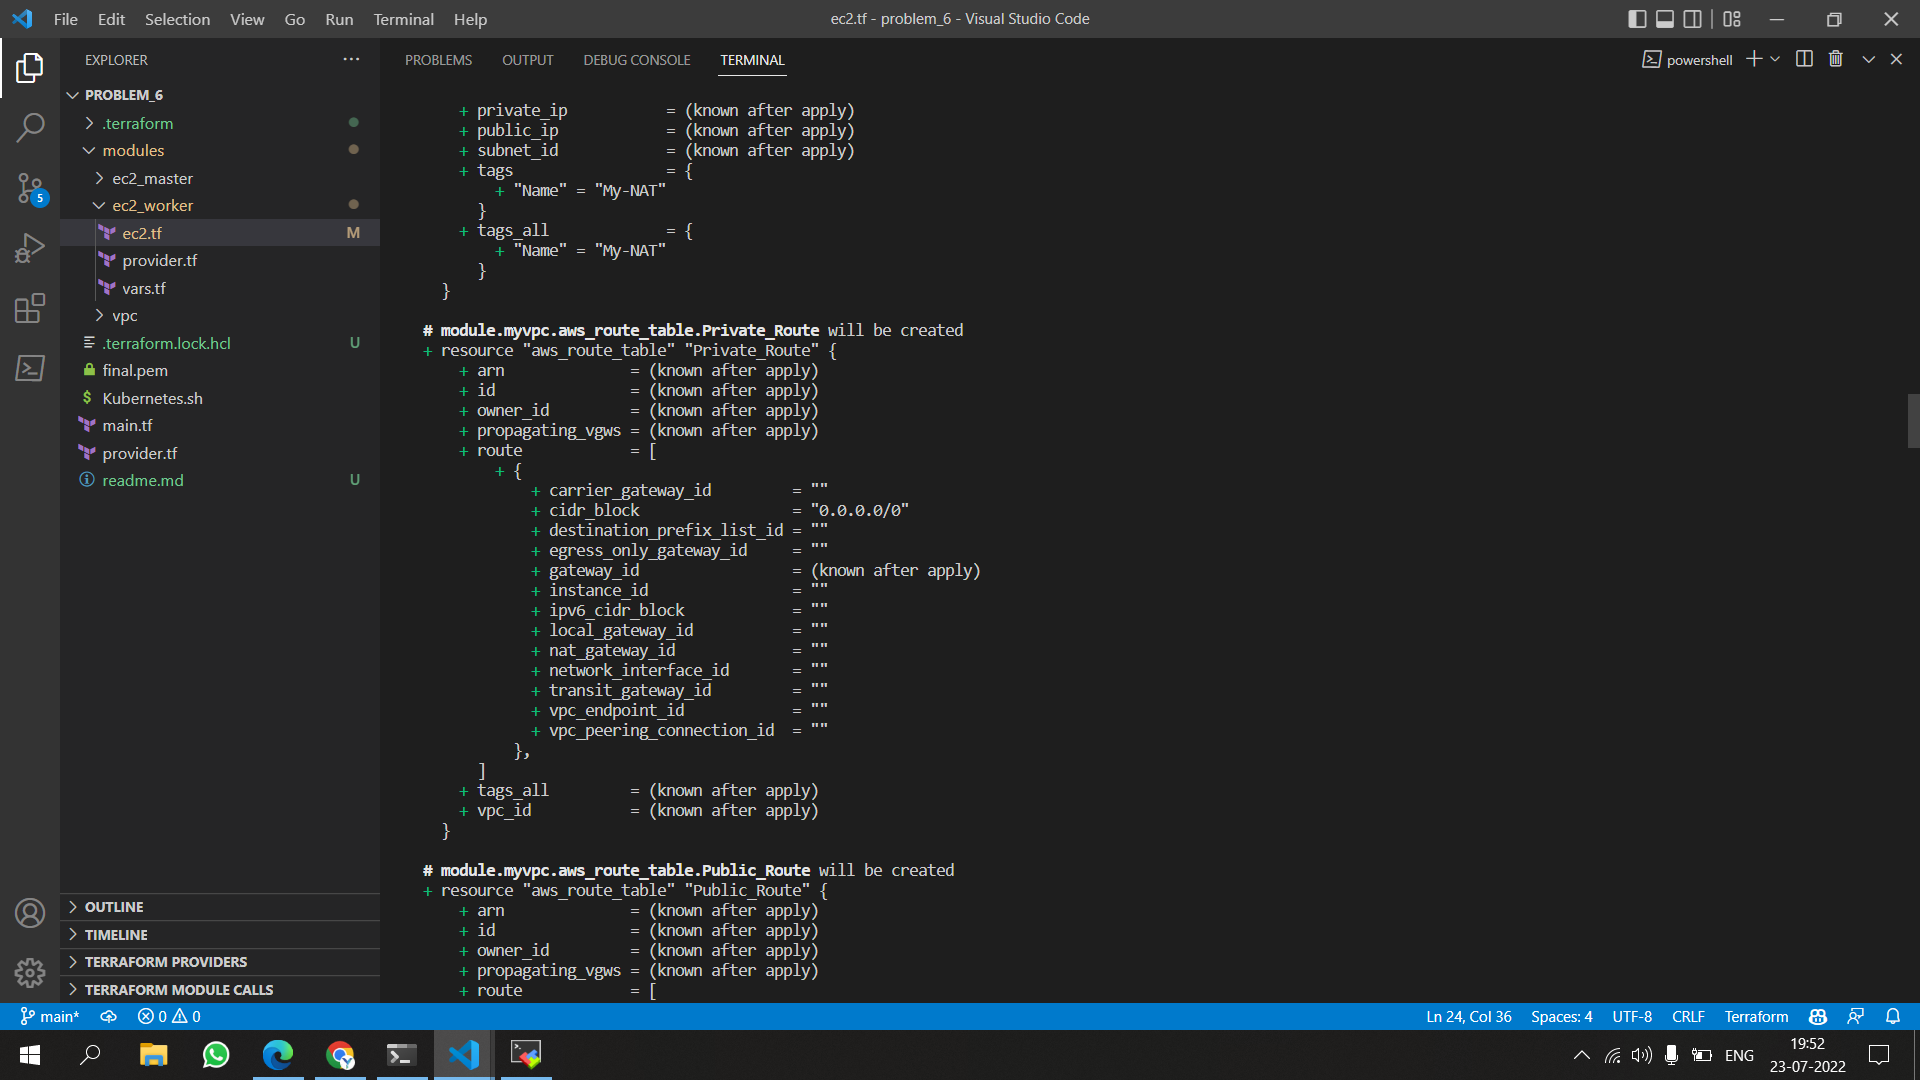 File Edit Selection View Go Run Terminal Help
ec2.tf - problem_6 - Visual Studio Code
EXPLORER
PROBLEM_6
.terraform
modules
ec2_master
ec2_worker
ec2.tf M
provider.tf
vars.tf
vpc
.terraform.lock.hcl U
final.pem
$ Kubernetes.sh
main.tf
provider.tf
readme.md U
OUTLINE
TIMELINE
TERRAFORM PROVIDERS
TERRAFORM MODULE CALLS
5
PROBLEMS OUTPUT DEBUG CONSOLE TERMINAL
powershell
+ private_ip = (known after apply)
+ public_ip = (known after apply)
+ subnet_id = (known after apply)
+ tags = {
+ "Name" = "My-NAT"
}
+ tags_all = {
+ "Name" = "My-NAT"
}
}
# module.myvpc.aws_route_table.Private_Route will be created
+ resource "aws_route_table" "Private_Route" {
+ arn = (known after apply)
+ id = (known after apply)
+ owner_id = (known after apply)
+ propagating_vgws = (known after apply)
+ route = [
+ {
+ carrier_gateway_id = ""
+ cidr_block = "0.0.0.0/0"
+ destination_prefix_list_id = ""
+ egress_only_gateway_id = ""
+ gateway_id = (known after apply)
+ instance_id = ""
+ ipv6_cidr_block = ""
+ local_gateway_id = ""
+ nat_gateway_id = ""
+ network_interface_id = ""
+ transit_gateway_id = ""
+ vpc_endpoint_id = ""
+ vpc_peering_connection_id = ""
},
]
+ tags_all = (known after apply)
+ vpc_id = (known after apply)
}
# module.myvpc.aws_route_table.Public_Route will be created
+ resource "aws_route_table" "Public_Route" {
+ arn = (known after apply)
+ id = (known after apply)
+ owner_id = (known after apply)
+ propagating_vgws = (known after apply)
+ route = [
main* 0 0
Ln 24, Col 36 Spaces: 4 UTF-8 CRLF Terraform
ENG
19:52
23-07-2022